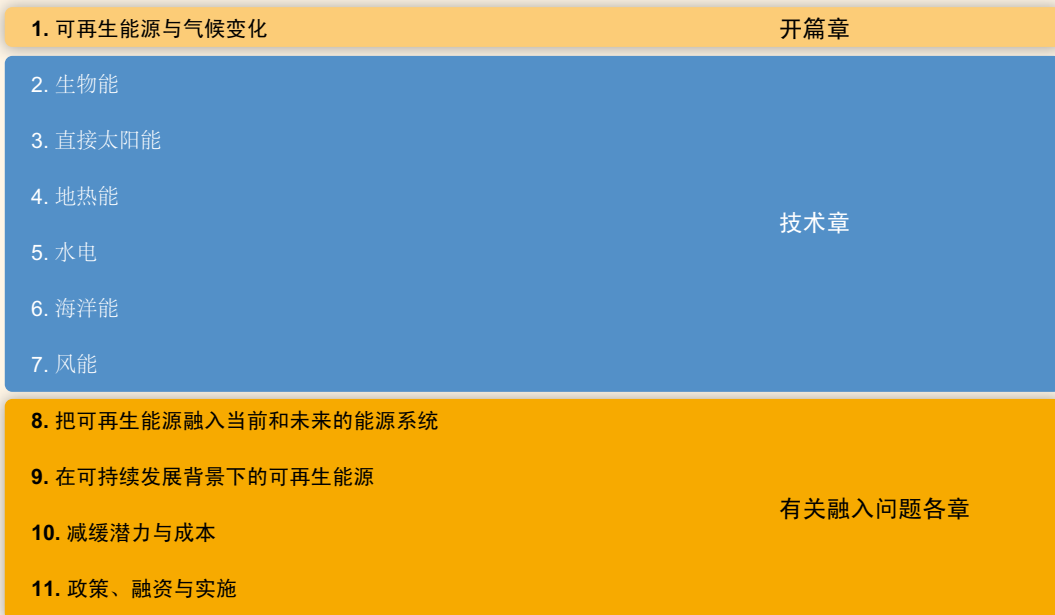 1. 可再生能源与气候变化 开篇章
2. 生物能
3. 直接太阳能
4. 地热能
技术章
5. 水电
6. 海洋能
7. 风能
8. 把可再生能源融入当前和未来的能源系统
9. 在可持续发展背景下的可再生能源
有关融入问题各章
10. 减缓潜力与成本
11. 政策、融资与实施